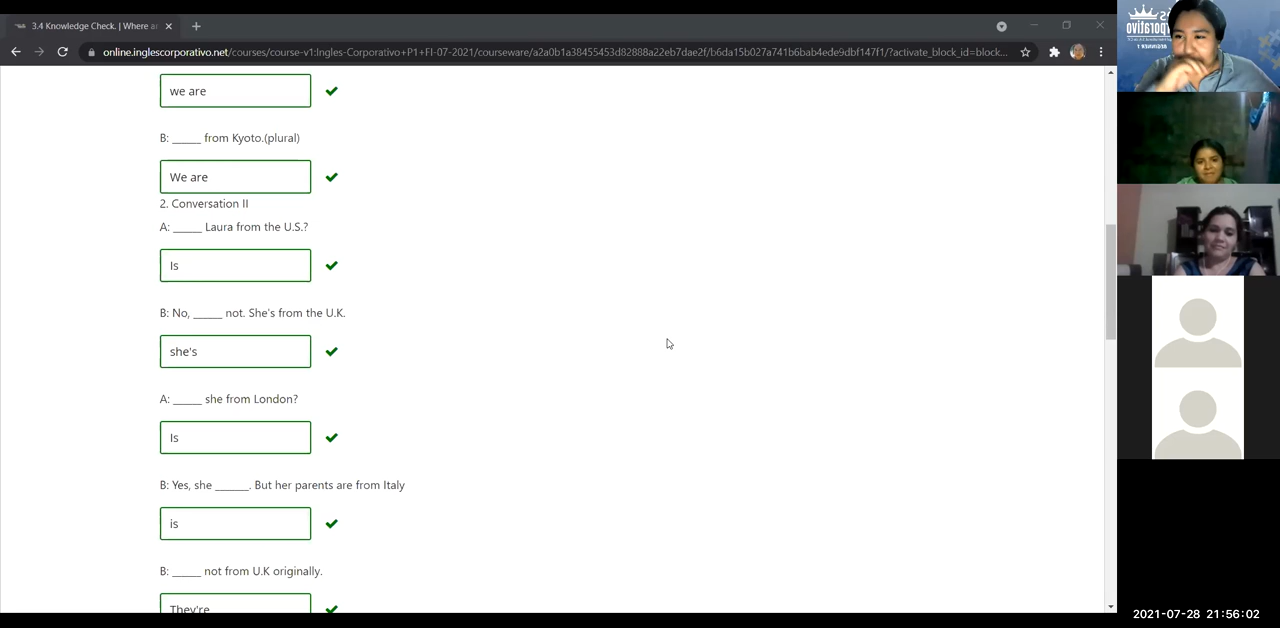 3.4 Knowledge Check. | Where ar
online.inglescorporativo.net/courses/course-v1:Ingles-Corporativo+P1+FI-07-2021/courseware/a2a0b1a38455453d82888a22eb7dae2f/b6da15b027a741b6bab4ede9dbf147f1/?activate_block_id=block...
we are
B: _____ from Kyoto.(plural)
We are
2. Conversation II
A: _____ Laura from the U.S.?
Is
B: No, _____ not. She's from the U.K.
she's
A: _____ she from London?
Is
B: Yes, she ______. But her parents are from Italy
is
B: _____ not from U.K originally.
They're
2021-07-28 21:56:02